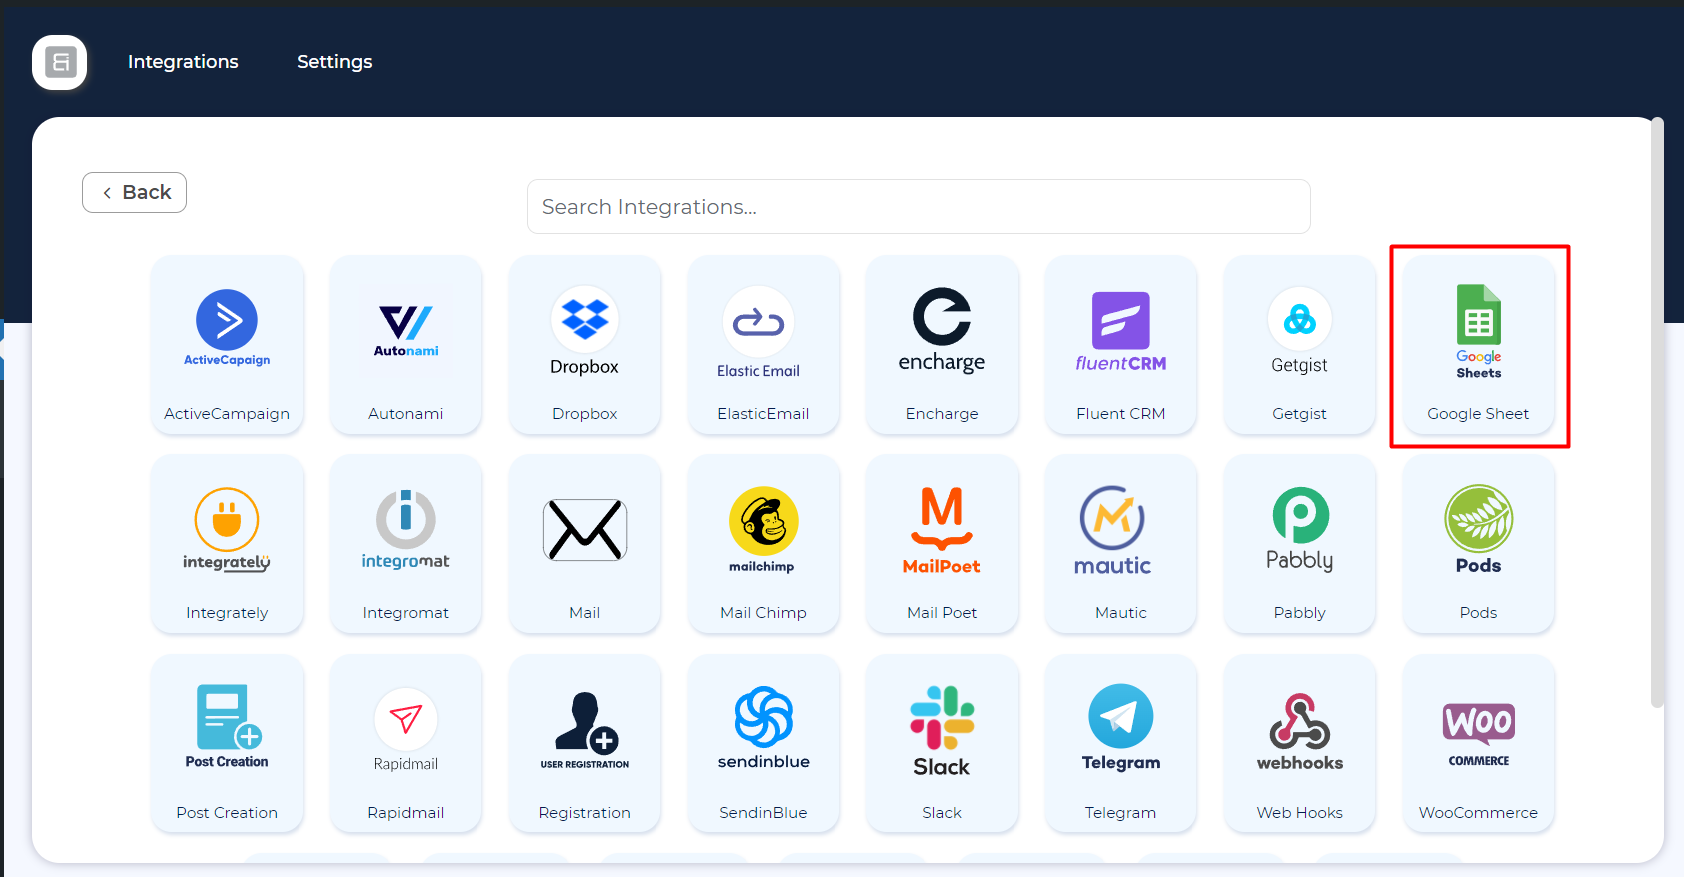 Integrations Settings
< Back
Search Integrations...
ActiveCapaign
ActiveCampaign
Autonami
Autonami
Dropbox
Dropbox
Elastic Email
ElasticEmail
encharge
Encharge
fluentCRM
Fluent CRM
Getgist
Getgist
Google
Sheets
Google Sheet
integrately
Integrately
integromat
Integromat
Mail
mailchimp
Mail Chimp
MailPoet
Mail Poet
mautic
Mautic
Pabbly
Pabbly
Pods
Pods
Post Creation
Post Creation
Rapidmail
Rapidmail
USER REGISTRATION
Registration
sendinblue
SendinBlue
Slack
Slack
Telegram
Telegram
webhooks
Web Hooks
WOO
COMMERCE
WooCommerce